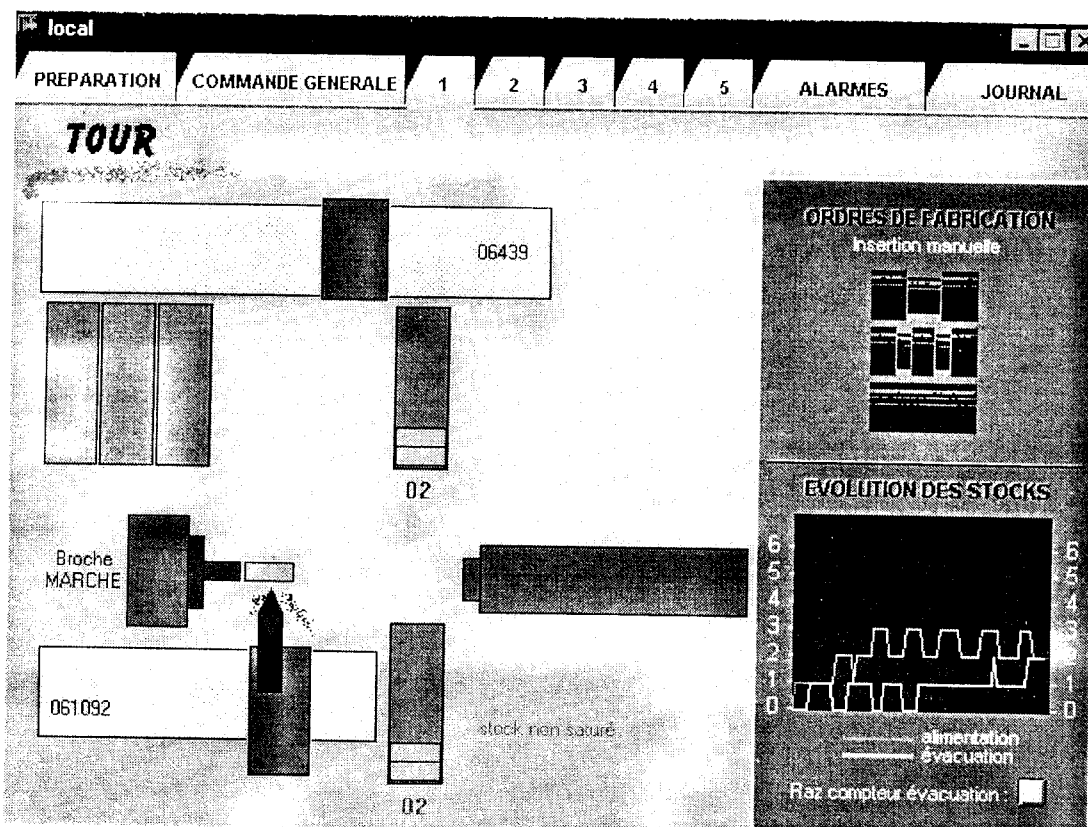 local
PREPARATION COMMANDE GENERALE 1 2 3 4 5 ALARMES JOURNAL
TOUR
06439
02
Broche
MARCHE
061092
stock non saturé
02
ORDRES DE FABRICATION
Insertion manuelle
EVOLUTION DES STOCKS
6 6
5 5
4 4
3 3
2 2
1 1
0 0
alimentation
évacuation
Raz compteur évacuation :